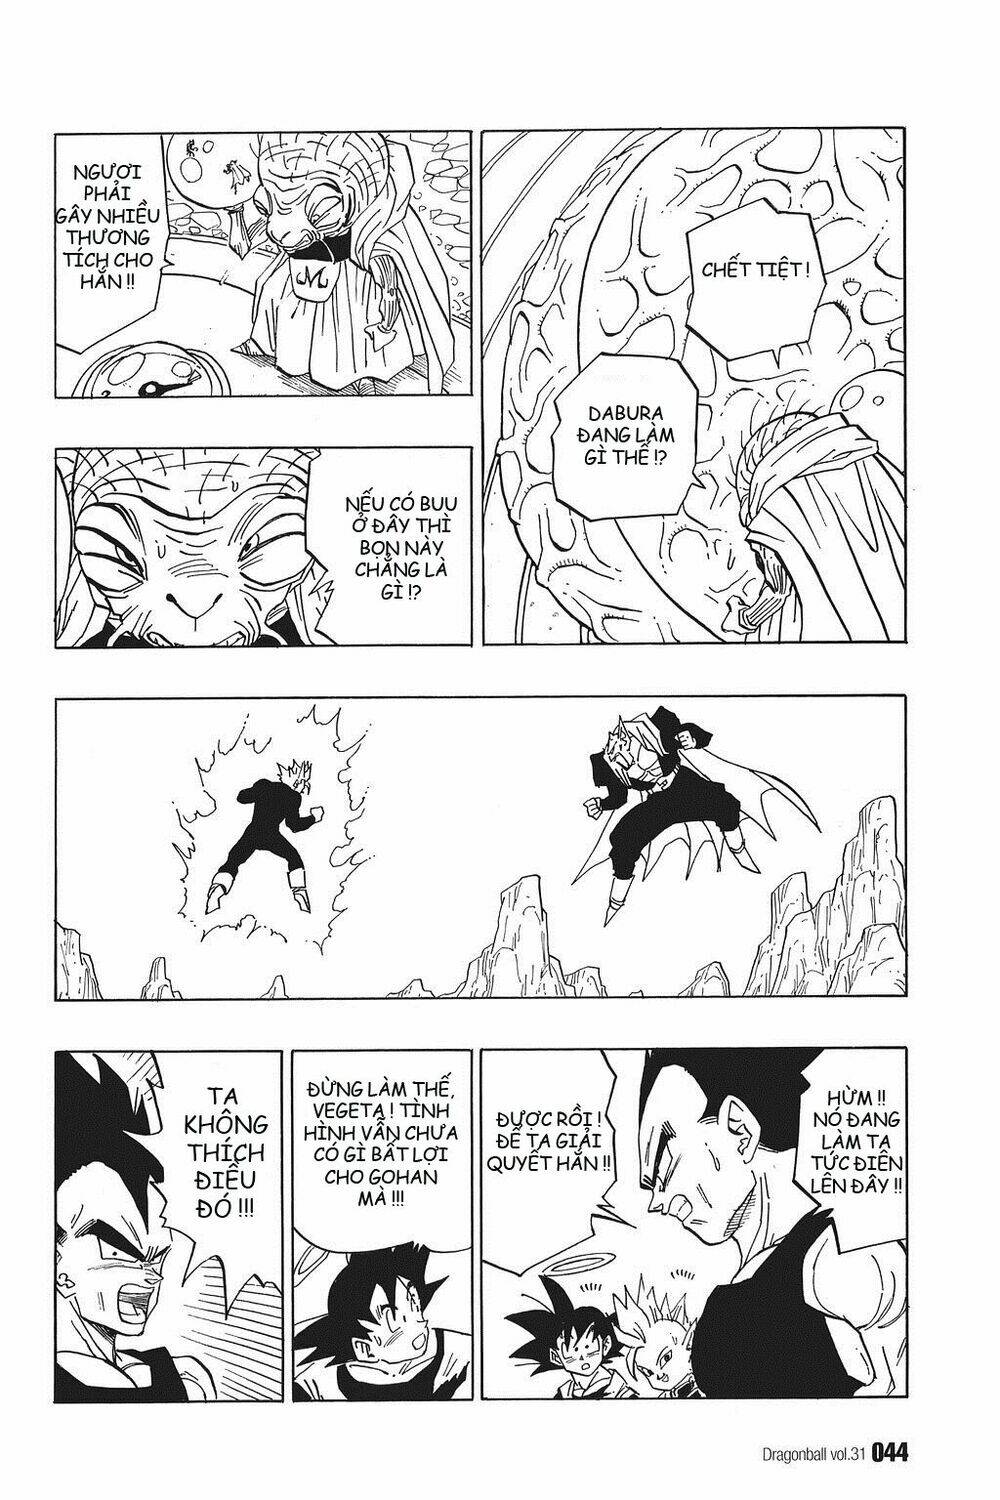 CHẾT TIỆT !
DABURA
ĐANG LÀM
GÌ THẾ !?
NGƯƠI
PHẢI
GÂY NHIỀU
THƯƠNG
TÍCH CHO
HẮN !!
M
NẾU CÓ BUU
Ở ĐÂY THÌ
BỌN NÀY
CHẲNG LÀ
GÌ !?
HỪM !!
NÓ ĐANG
LÀM TA
TỨC ĐIÊN
LÊN ĐÂY !!
ĐƯỢC RỒI !
ĐỂ TA GIẢI
QUYẾT HẮN !!
ĐỪNG LÀM THẾ,
VEGETA ! TÌNH
HÌNH VẪN CHƯA
CÓ GÌ BẤT LỢI
CHO GOHAN
MÀ !!!
TA
KHÔNG
THÍCH
ĐIỀU
ĐÓ !!!
Dragonball vol.31 044